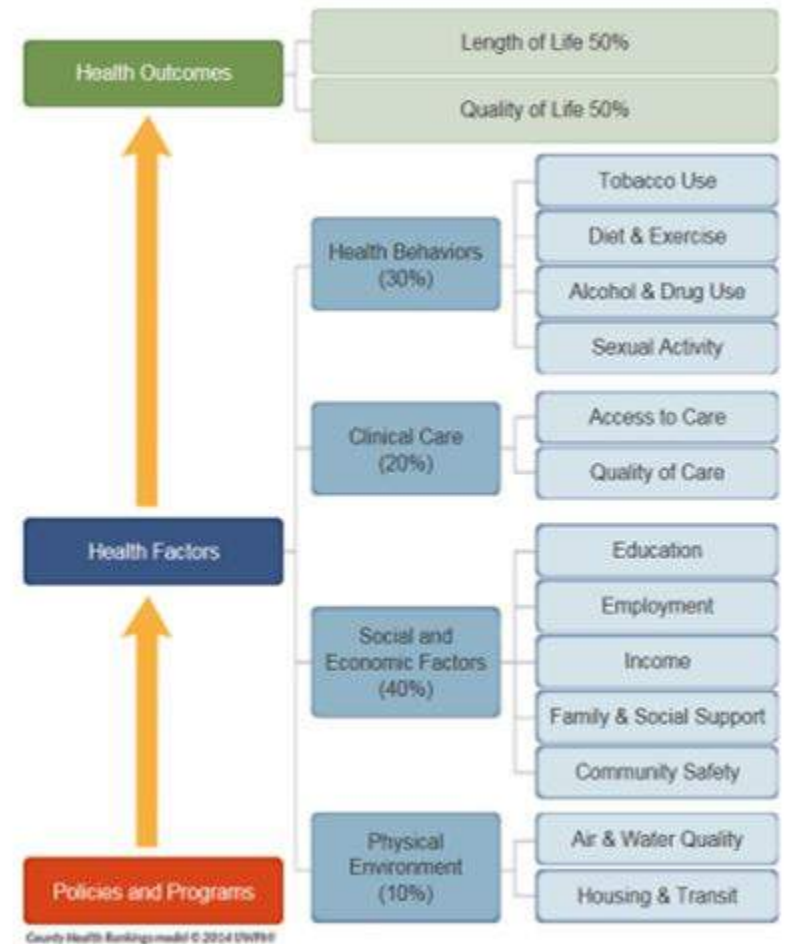 Health Outcomes
Length of Life 50%
Quality of Life 50%
Health Behaviors
(30%)
Tobacco Use
Diet & Exercise
Alcohol & Drug Use
Sexual Activity
Clinical Care
(20%)
Access to Care
Quality of Care
Health Factors
Social and
Economic Factors
(40%)
Education
Employment
Income
Family & Social Support
Community Safety
Physical
Environment
(10%)
Air & Water Quality
Housing & Transit
Policies and Programs
County Health Rankings model © 2014 UWPHI